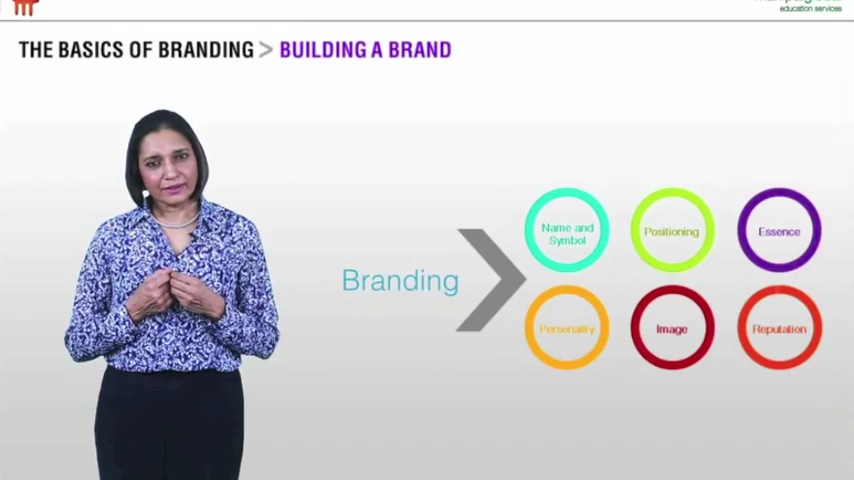 education services
THE BASICS OF BRANDING > BUILDING A BRAND
Name and
Symbol
Positioning
Essence
Branding
Personality
Image
Reputation